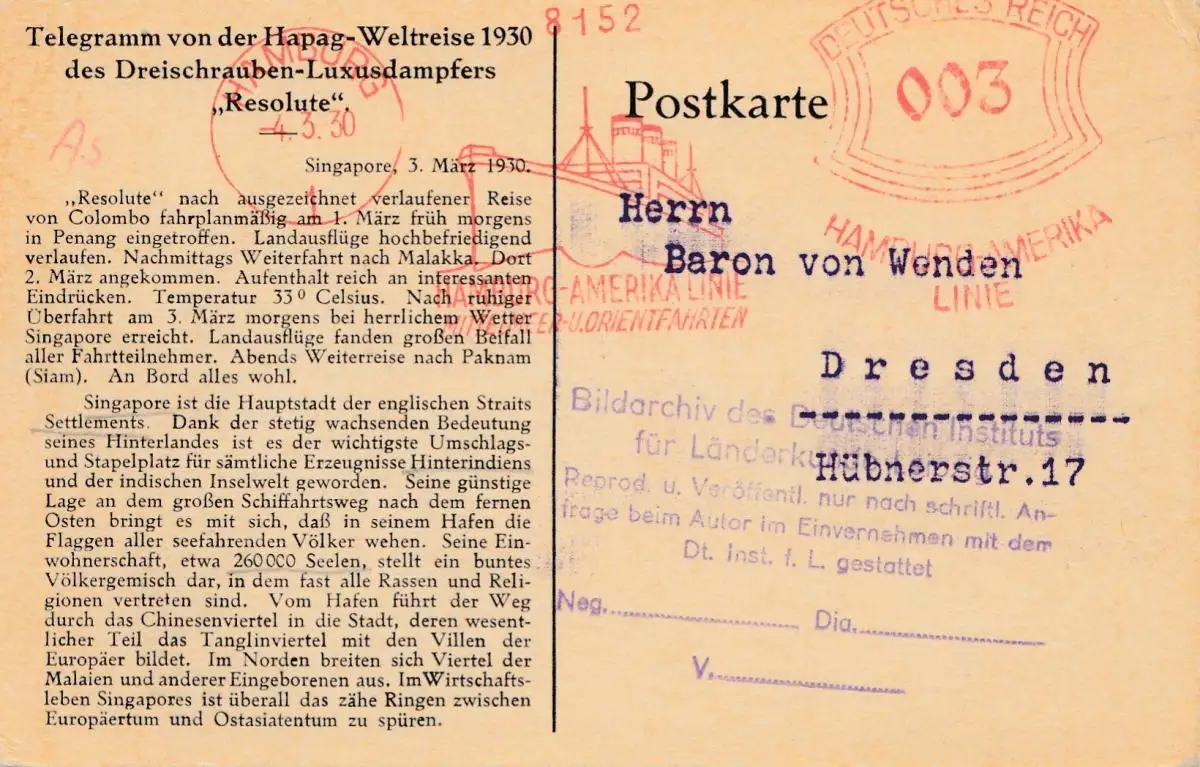 Telegramm von der Hapag-Weltreise 1930
des Dreischrauben-Luxusdampfers
„Resolute“.
Singapore, 3. März 1930.
„Resolute“ nach ausgezeichnet verlaufener Reise
von Colombo fahrplanmäßig am 1. März früh morgens
in Penang eingetroffen. Landausflüge hochbefriedigend
verlaufen. Nachmittags Weiterfahrt nach Malakka. Dort
2. März angekommen. Aufenthalt reich an interessanten
Eindrücken. Temperatur 33° Celsius. Nach ruhiger
Überfahrt am 3. März morgens bei herrlichem Wetter
Singapore erreicht. Landausflüge fanden großen Beifall
aller Fahrtteilnehmer. Abends Weiterreise nach Paknam
(Siam). An Bord alles wohl.
Singapore ist die Hauptstadt der englischen Straits
Settlements. Dank der stetig wachsenden Bedeutung
seines Hinterlandes ist es der wichtigste Umschlags-
und Stapelplatz für sämtliche Erzeugnisse Hinterindiens
und der indischen Inselwelt geworden. Seine günstige
Lage an dem großen Schiffahrtsweg nach dem fernen
Osten bringt es mit sich, daß in seinem Hafen die
Flaggen aller seefahrenden Völker wehen. Seine Ein-
wohnerschaft, etwa 260000 Seelen, stellt ein buntes
Völkergemisch dar, in dem fast alle Rassen und Reli-
gionen vertreten sind. Vom Hafen führt der Weg
durch das Chinesenviertel in die Stadt, deren wesent-
licher Teil das Tanglinviertel mit den Villen der
Europäer bildet. Im Norden breiten sich Viertel der
Malaien und anderer Eingeborenen aus. Im Wirtschafts-
leben Singapores ist überall das zähe Ringen zwischen
Europäertum und Ostasiatentum zu spüren.
As
HAMBURG
-4.3.30
1
8152
HAMBURG-AMERIKA LINIE
MITTELMEER-U.ORIENTFAHRTEN
DEUTSCHES REICH
003
HAMBURG-AMERIKA
LINIE
Postkarte
Herrn
Baron von Wenden
Dresden
Hübnerstr.17
Bildarchiv des Deutschen Instituts
für Länderkunde
Reprod. u. Veröffentl. nur nach schriftl. An-
frage beim Autor im Einvernehmen mit dem
Dt. Inst. f. L. gestattet
Neg. Dia.
V.